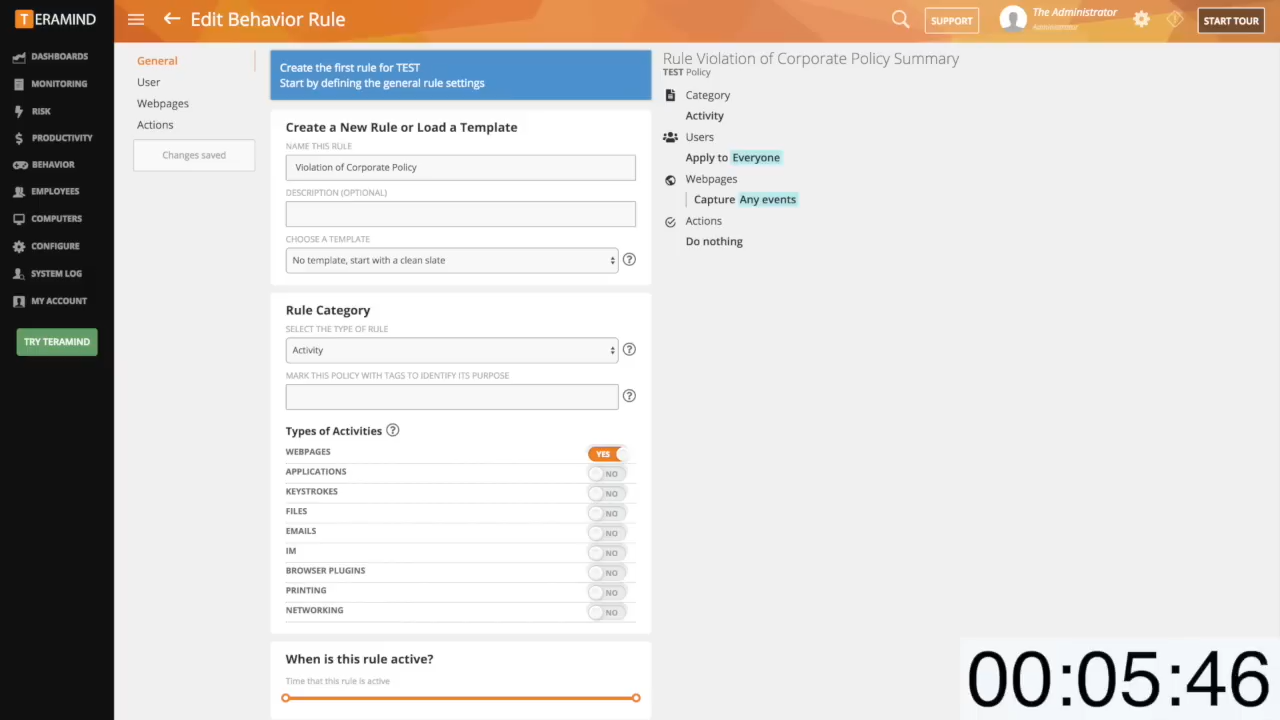 TERAMIND
Edit Behavior Rule
SUPPORT
The Administrator
Administrator
START TOUR
DASHBOARDS
MONITORING
RISK
PRODUCTIVITY
BEHAVIOR
EMPLOYEES
COMPUTERS
CONFIGURE
SYSTEM LOG
MY ACCOUNT
TRY TERAMIND
General
User
Webpages
Actions
Changes saved
Create the first rule for TEST
Start by defining the general rule settings
Create a New Rule or Load a Template
NAME THIS RULE
Violation of Corporate Policy
DESCRIPTION (OPTIONAL)
CHOOSE A TEMPLATE
No template, start with a clean slate
Rule Category
SELECT THE TYPE OF RULE
Activity
MARK THIS POLICY WITH TAGS TO IDENTIFY ITS PURPOSE
Types of Activities
WEBPAGES YES
APPLICATIONS NO
KEYSTROKES NO
FILES NO
EMAILS NO
IM NO
BROWSER PLUGINS NO
PRINTING NO
NETWORKING NO
When is this rule active?
Time that this rule is active
Rule Violation of Corporate Policy Summary
TEST Policy
Category
Activity
Users
Apply to Everyone
Webpages
Capture Any events
Actions
Do nothing
00:05:46